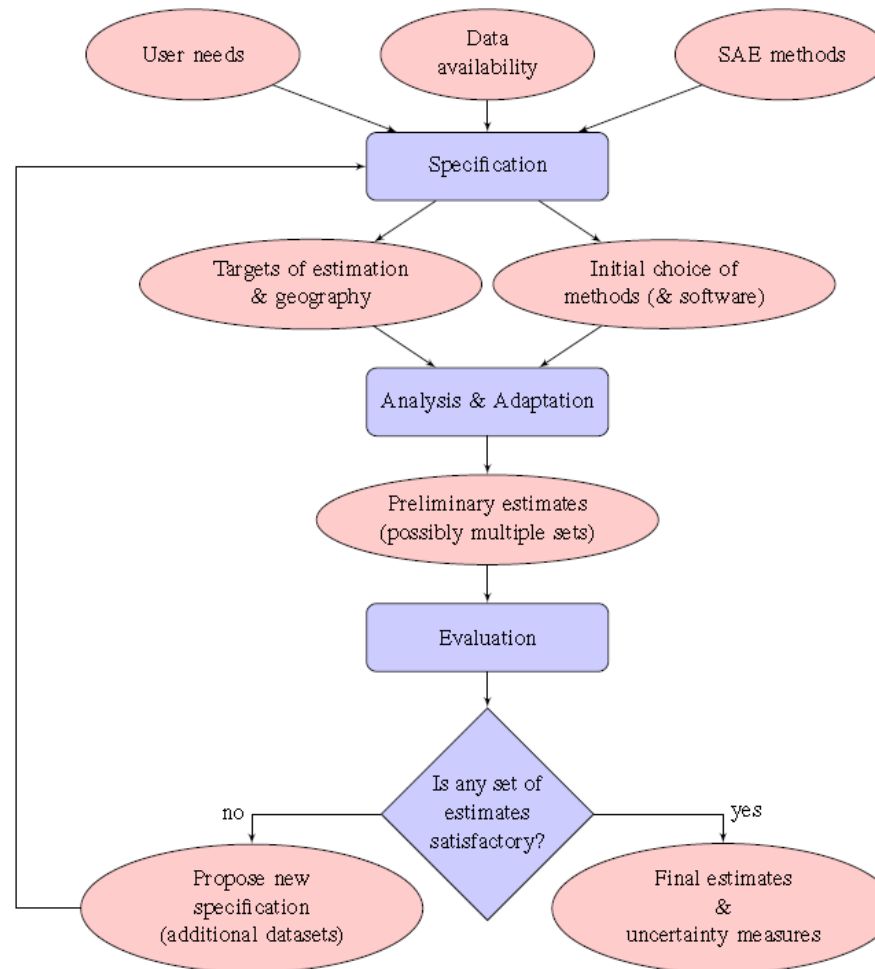 User needs
Data
availability
SAE methods
Specification
Targets of estimation
& geography
Initial choice of
methods (& software)
Analysis & Adaptation
Preliminary estimates
(possibly multiple sets)
Evaluation
Is any set of
estimates
satisfactory?
no
yes
Propose new
specification
(additional datasets)
Final estimates
&
uncertainty measures